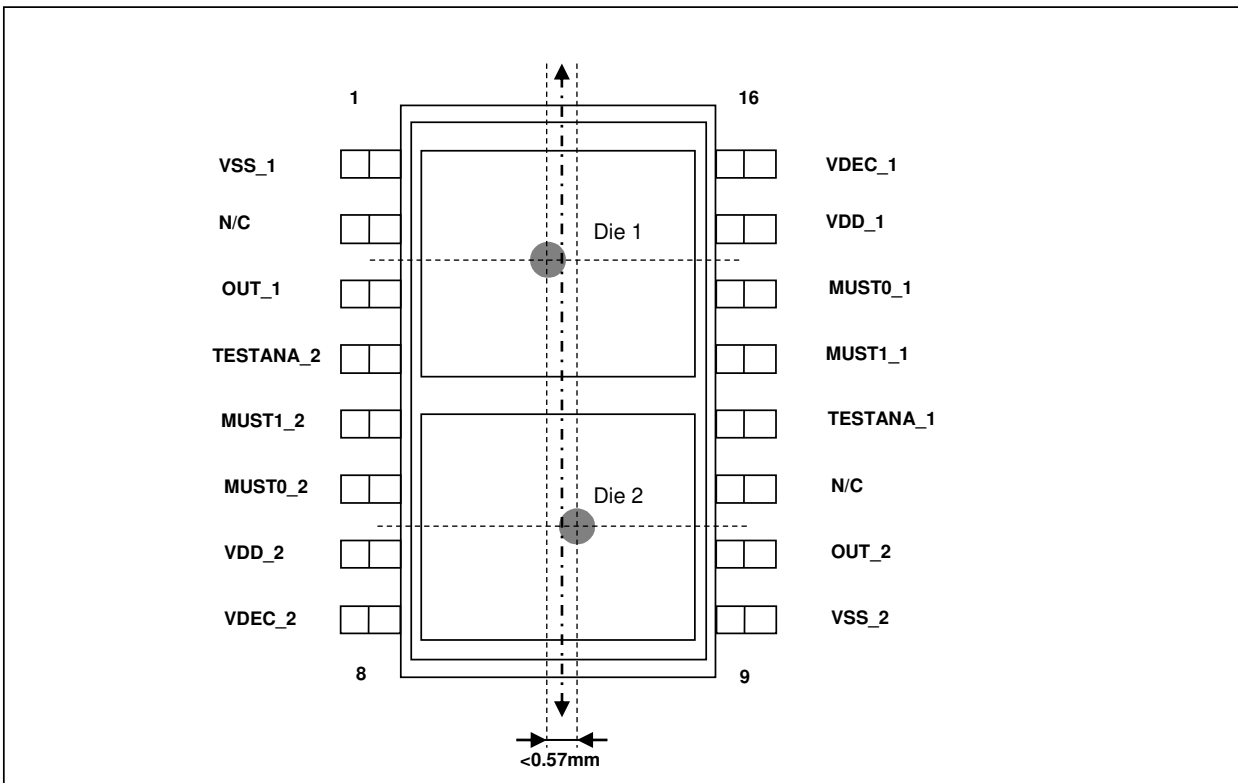 1
16
VSS_1
VDEC_1
N/C
VDD_1
Die 1
OUT_1
MUST0_1
TESTANA_2
MUST1_1
MUST1_2
TESTANA_1
MUST0_2
N/C
Die 2
VDD_2
OUT_2
VDEC_2
VSS_2
8
9
<0.57mm